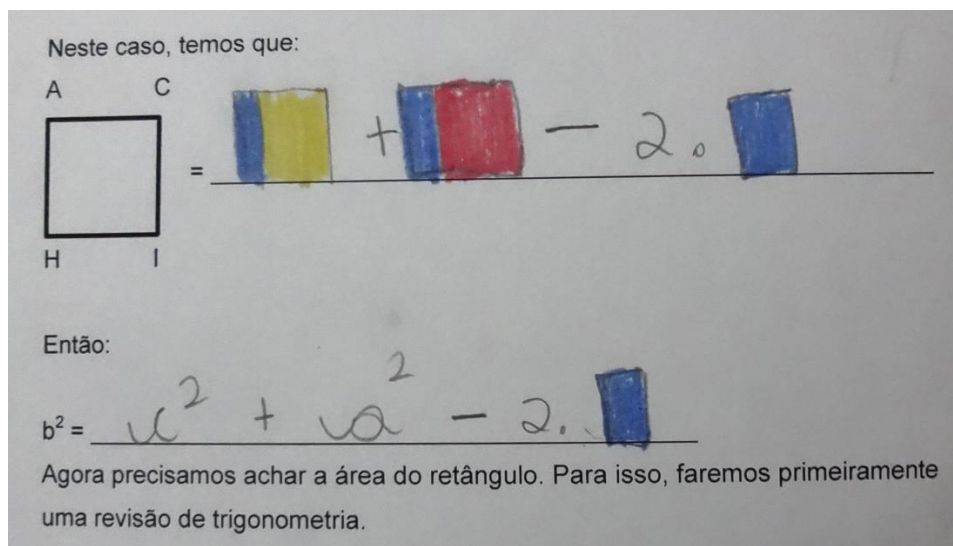 Neste caso, temos que:
A C
= + - 2.
H I
Então:
b² = c² + a² - 2.
Agora precisamos achar a área do retângulo. Para isso, faremos primeiramente
uma revisão de trigonometria.